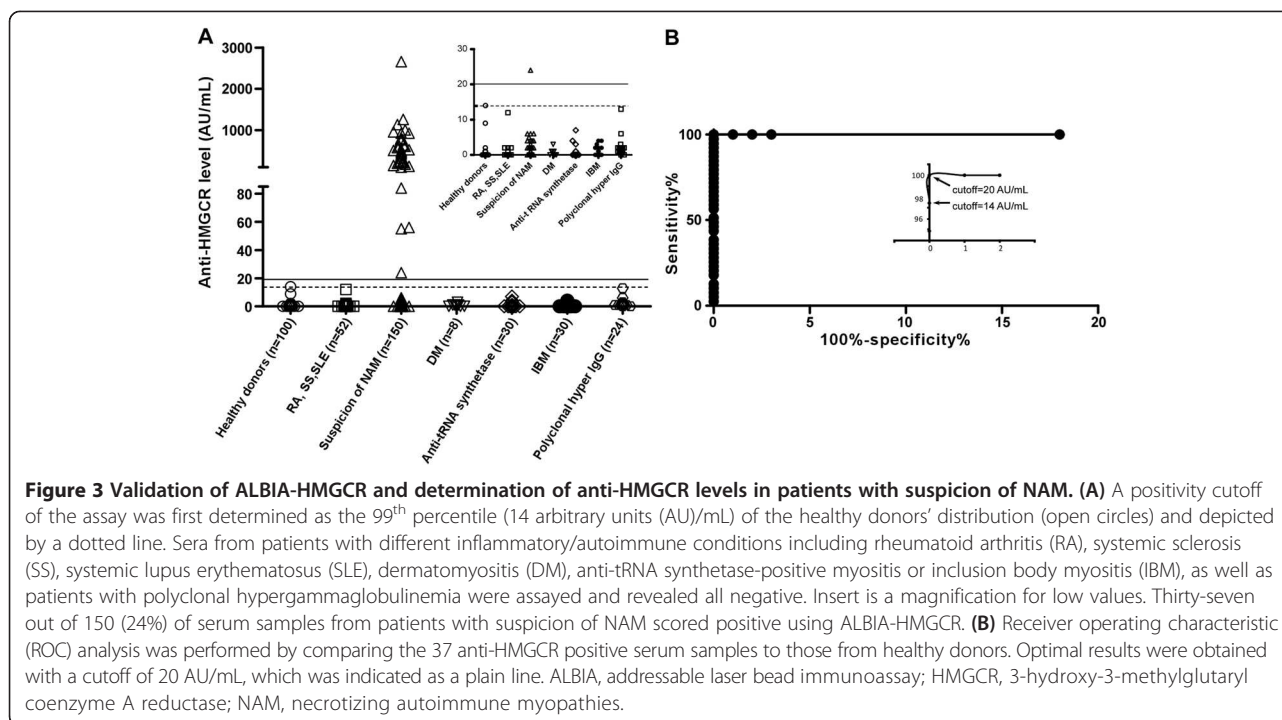 A
B
Anti-HMGCR level (AU/mL)
3000
2000
1000
100
80
60
40
20
0
30
20
10
0
Healthy donors
RA, SS,SLE
Suspicion of NAM
DM
Anti-t RNA synthetase
IBM
Polyclonal hyper IgG
Healthy donors (n=100)
RA, SS,SLE (n=52)
Suspicion of NAM (n=150)
DM (n=8)
Anti-tRNA synthetase (n=30)
IBM (n=30)
Polyclonal hyper IgG (n=24)
Sensitivity%
100
50
0
0
5
10
15
20
100%-specificity%
100
98
96
0
1
2
cutoff=20 AU/mL
cutoff=14 AU/mL
Figure 3 Validation of ALBIA-HMGCR and determination of anti-HMGCR levels in patients with suspicion of NAM. (A) A positivity cutoff
of the assay was first determined as the 99th percentile (14 arbitrary units (AU)/mL) of the healthy donors' distribution (open circles) and depicted
by a dotted line. Sera from patients with different inflammatory/autoimmune conditions including rheumatoid arthritis (RA), systemic sclerosis
(SS), systemic lupus erythematosus (SLE), dermatomyositis (DM), anti-tRNA synthetase-positive myositis or inclusion body myositis (IBM), as well as
patients with polyclonal hypergammaglobulinemia were assayed and revealed all negative. Insert is a magnification for low values. Thirty-seven
out of 150 (24%) of serum samples from patients with suspicion of NAM scored positive using ALBIA-HMGCR. (B) Receiver operating characteristic
(ROC) analysis was performed by comparing the 37 anti-HMGCR positive serum samples to those from healthy donors. Optimal results were obtained
with a cutoff of 20 AU/mL, which was indicated as a plain line. ALBIA, addressable laser bead immunoassay; HMGCR, 3-hydroxy-3-methylglutaryl
coenzyme A reductase; NAM, necrotizing autoimmune myopathies.